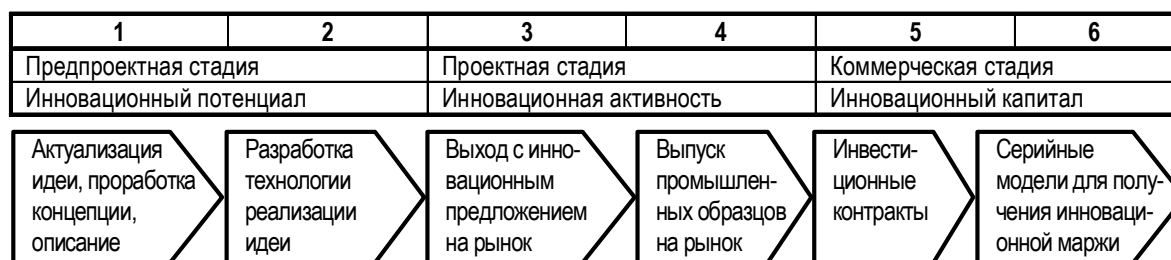 1 2 3 4 5 6
Предпроектная стадия Проектная стадия Коммерческая стадия
Инновационный потенциал Инновационная активность Инновационный капитал
Актуализация
идеи, проработка
концепции,
описание
Разработка
технологии
реализации
идеи
Выход с инно-
вационным
предложением
на рынок
Выпуск
промышлен-
ных образцов
на рынок
Инвести-
ционные
контракты
Серийные
модели для полу-
чения инноваци-
онной маржи